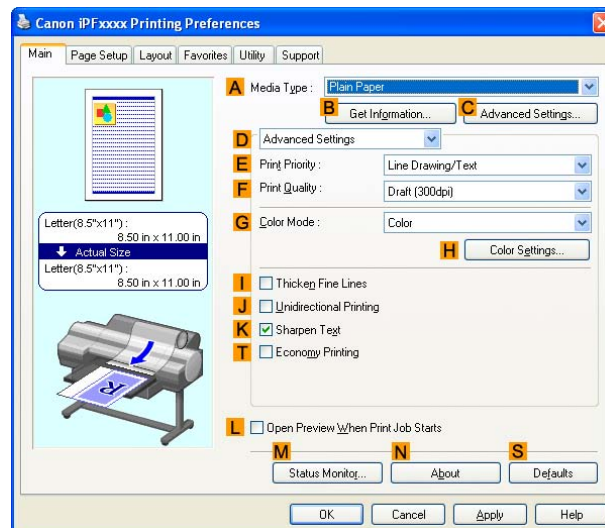 Canon iPFxxxx Printing Preferences
Main Page Setup Layout Favorites Utility Support
A Media Type : Plain Paper
B Get Information... C Advanced Settings...
D Advanced Settings
E Print Priority : Line Drawing/Text
F Print Quality : Draft (300dpi)
G Color Mode : Color
H Color Settings...
Letter(8.5"x11") :
8.50 in x 11.00 in
Actual Size
Letter(8.5"x11") :
8.50 in x 11.00 in
R
I Thicken Fine Lines
J Unidirectional Printing
K Sharpen Text
T Economy Printing
L Open Preview When Print Job Starts
M N S
Status Monitor... About Defaults
OK Cancel Apply Help